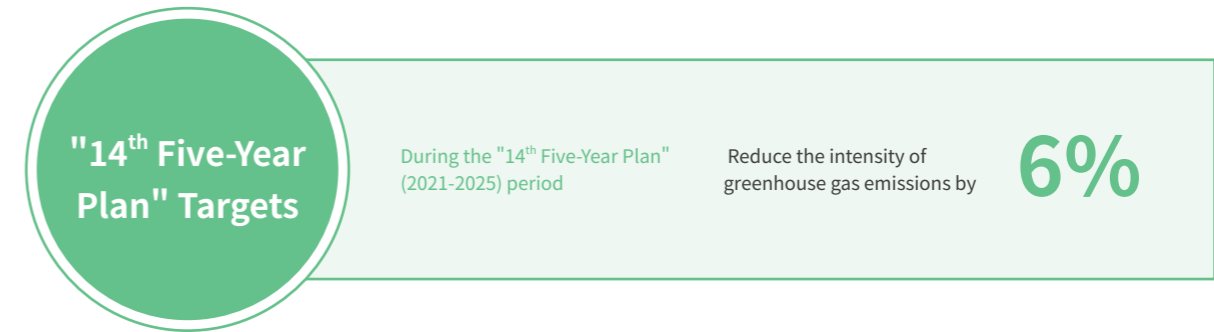 "14th Five-Year
Plan" Targets
During the "14th Five-Year Plan"
(2021-2025) period
Reduce the intensity of
greenhouse gas emissions by
6%